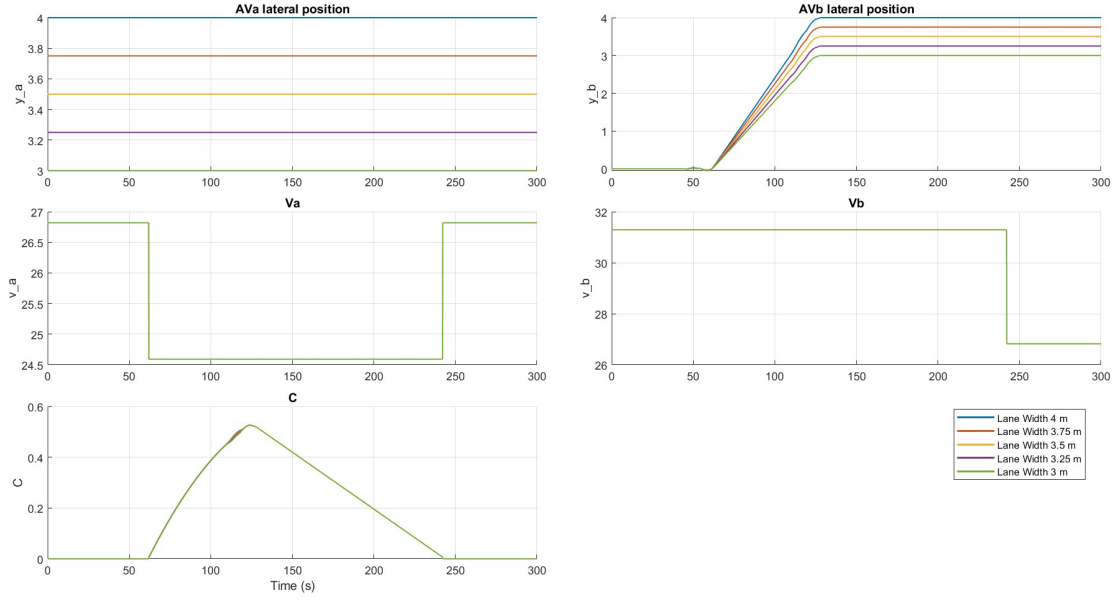 AVa lateral position
4
3.8
3.6
3.4
3.2
3
y_a
0 50 100 150 200 250 300
AVb lateral position
4
3
2
1
0
y_b
0 50 100 150 200 250 300
Va
27
26.5
26
25.5
25
24.5
v_a
0 50 100 150 200 250 300
Vb
32
30
28
26
v_b
0 50 100 150 200 250 300
C
0.6
0.4
0.2
0
C
0 50 100 150 200 250 300
Time (s)
Lane Width 4 m
Lane Width 3.75 m
Lane Width 3.5 m
Lane Width 3.25 m
Lane Width 3 m